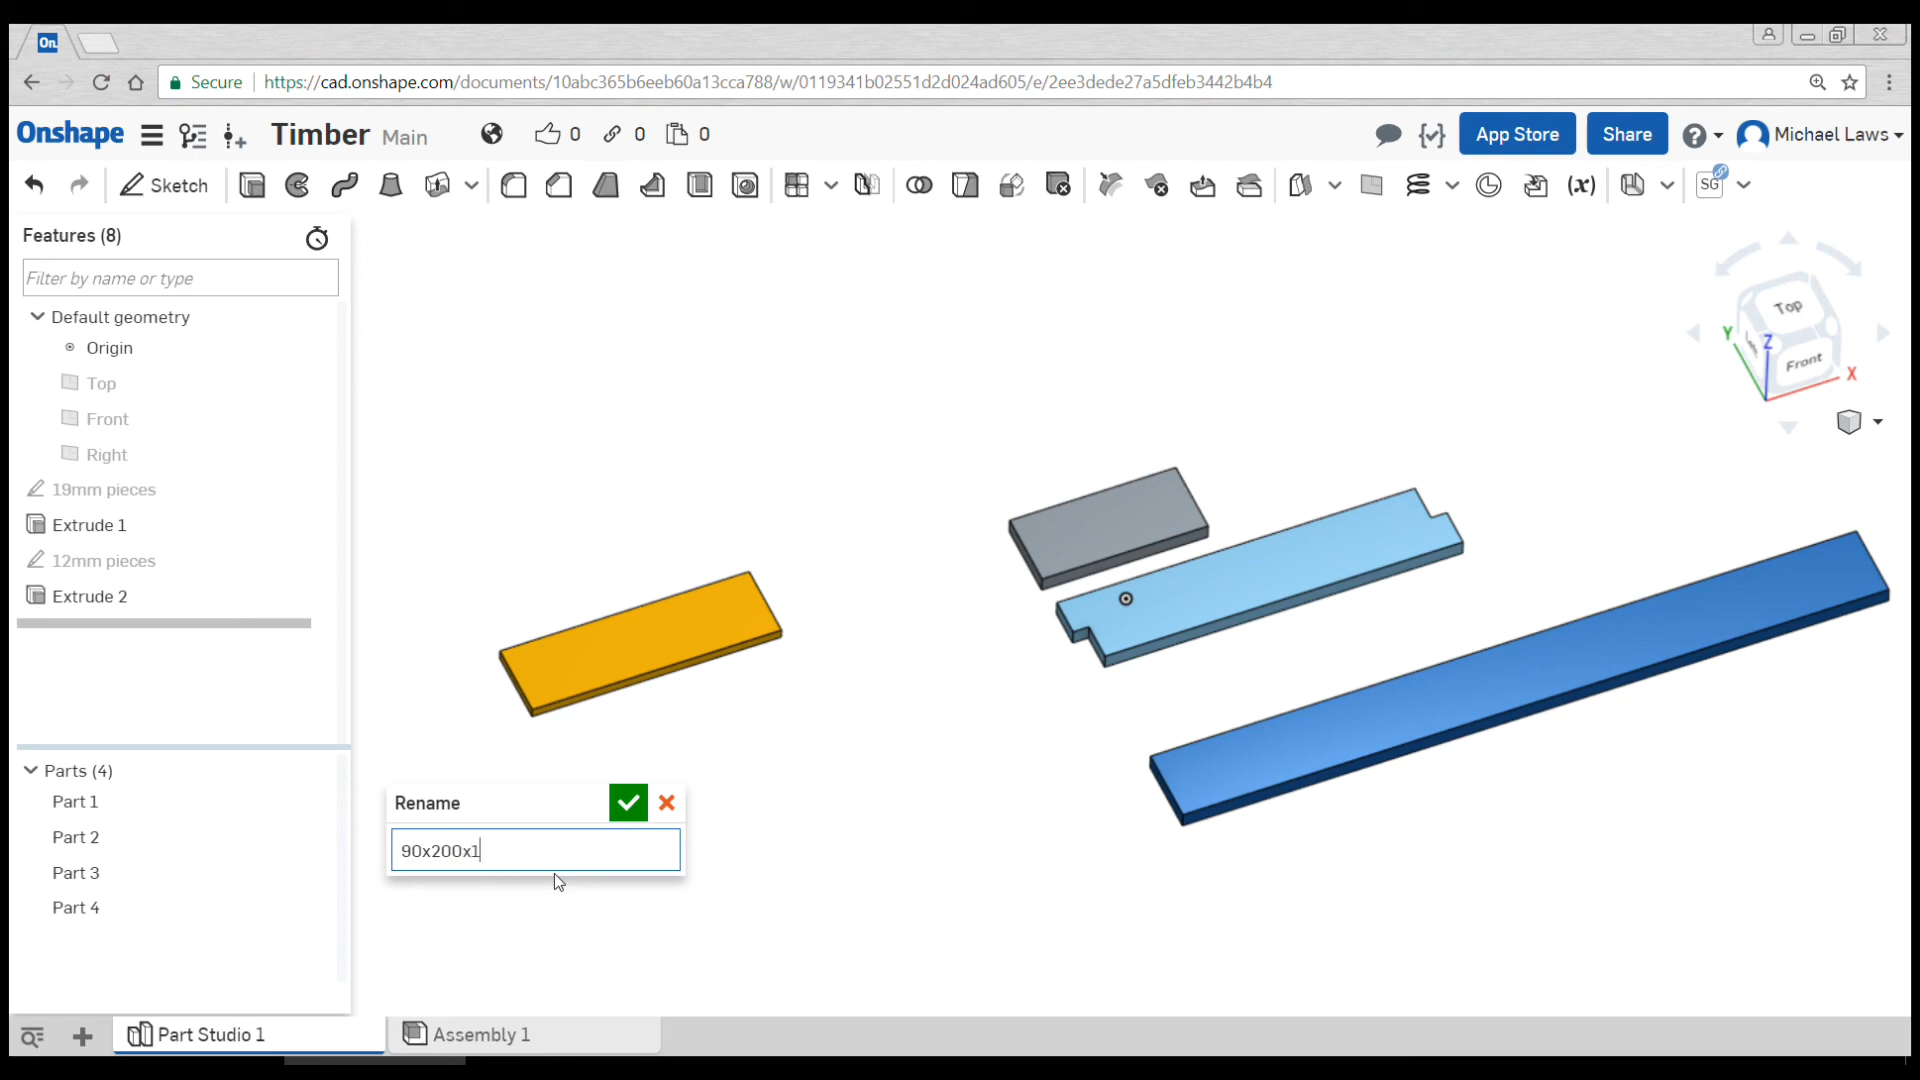 On
Secure https://cad.onshape.com/documents/10abc365b6eeb60a13cca788/w/0119341b02551d2d024ad605/e/2ee3dede27a5dfeb3442b4b4
Onshape Timber Main 0 0 0 App Store Share Michael Laws
Sketch (x) SG
Features (8)
Filter by name or type
Default geometry
Origin
Top
Front
Right
19mm pieces
Extrude 1
12mm pieces
Extrude 2
Top
Front
Y Z X
Parts (4)
Part 1
Part 2
Part 3
Part 4
Rename
90x200x1
Part Studio 1 Assembly 1